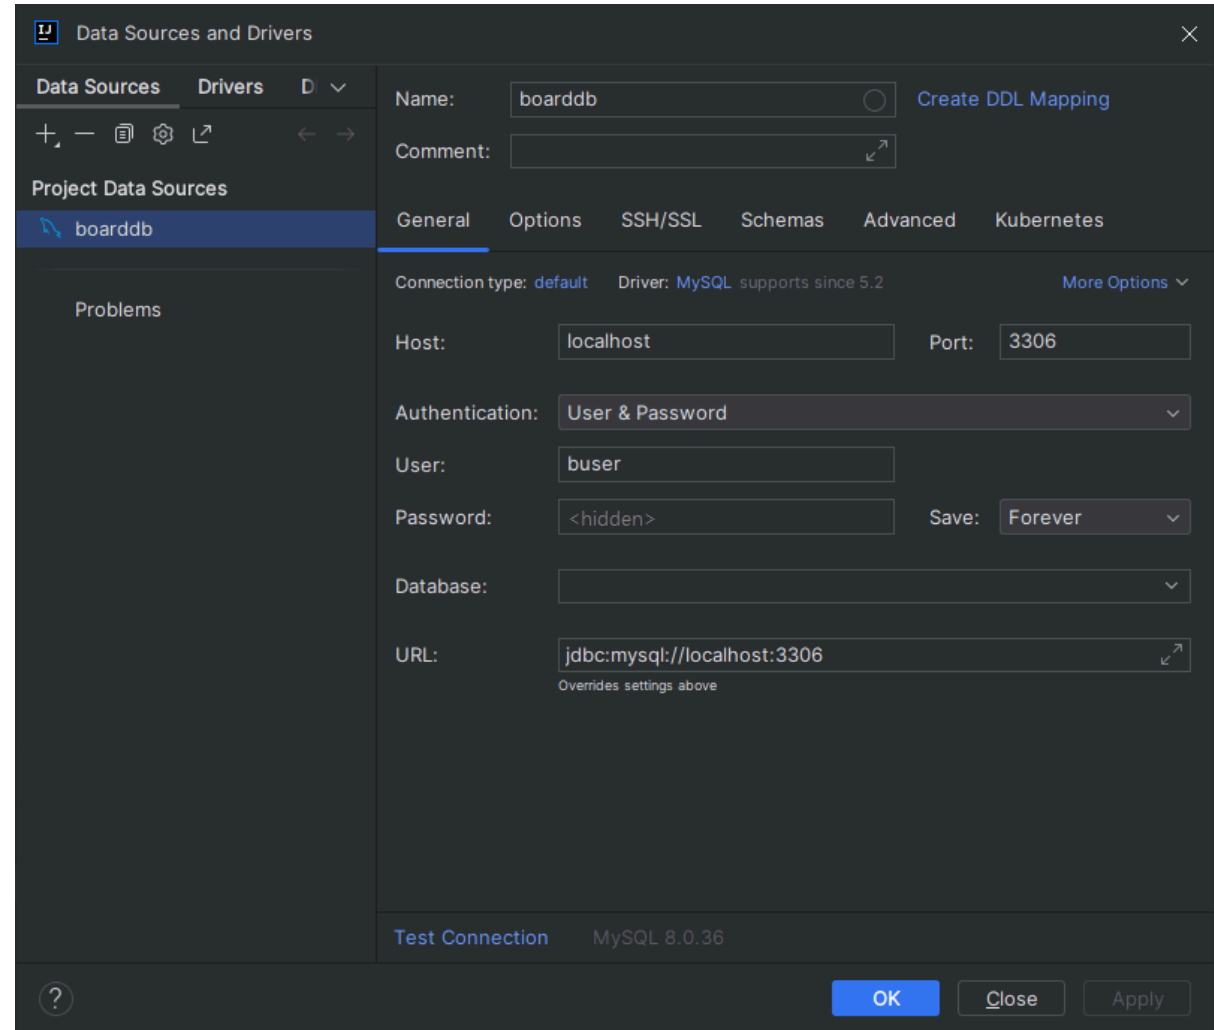 Data Sources and Drivers
Data Sources Drivers D
Project Data Sources
boarddb
Problems
Name: boarddb Create DDL Mapping
Comment:
General Options SSH/SSL Schemas Advanced Kubernetes
Connection type: default Driver: MySQL supports since 5.2 More Options
Host: localhost Port: 3306
Authentication: User & Password
User: buser
Password: <hidden> Save: Forever
Database:
URL: jdbc:mysql://localhost:3306
Overrides settings above
Test Connection MySQL 8.0.36
? OK Close Apply